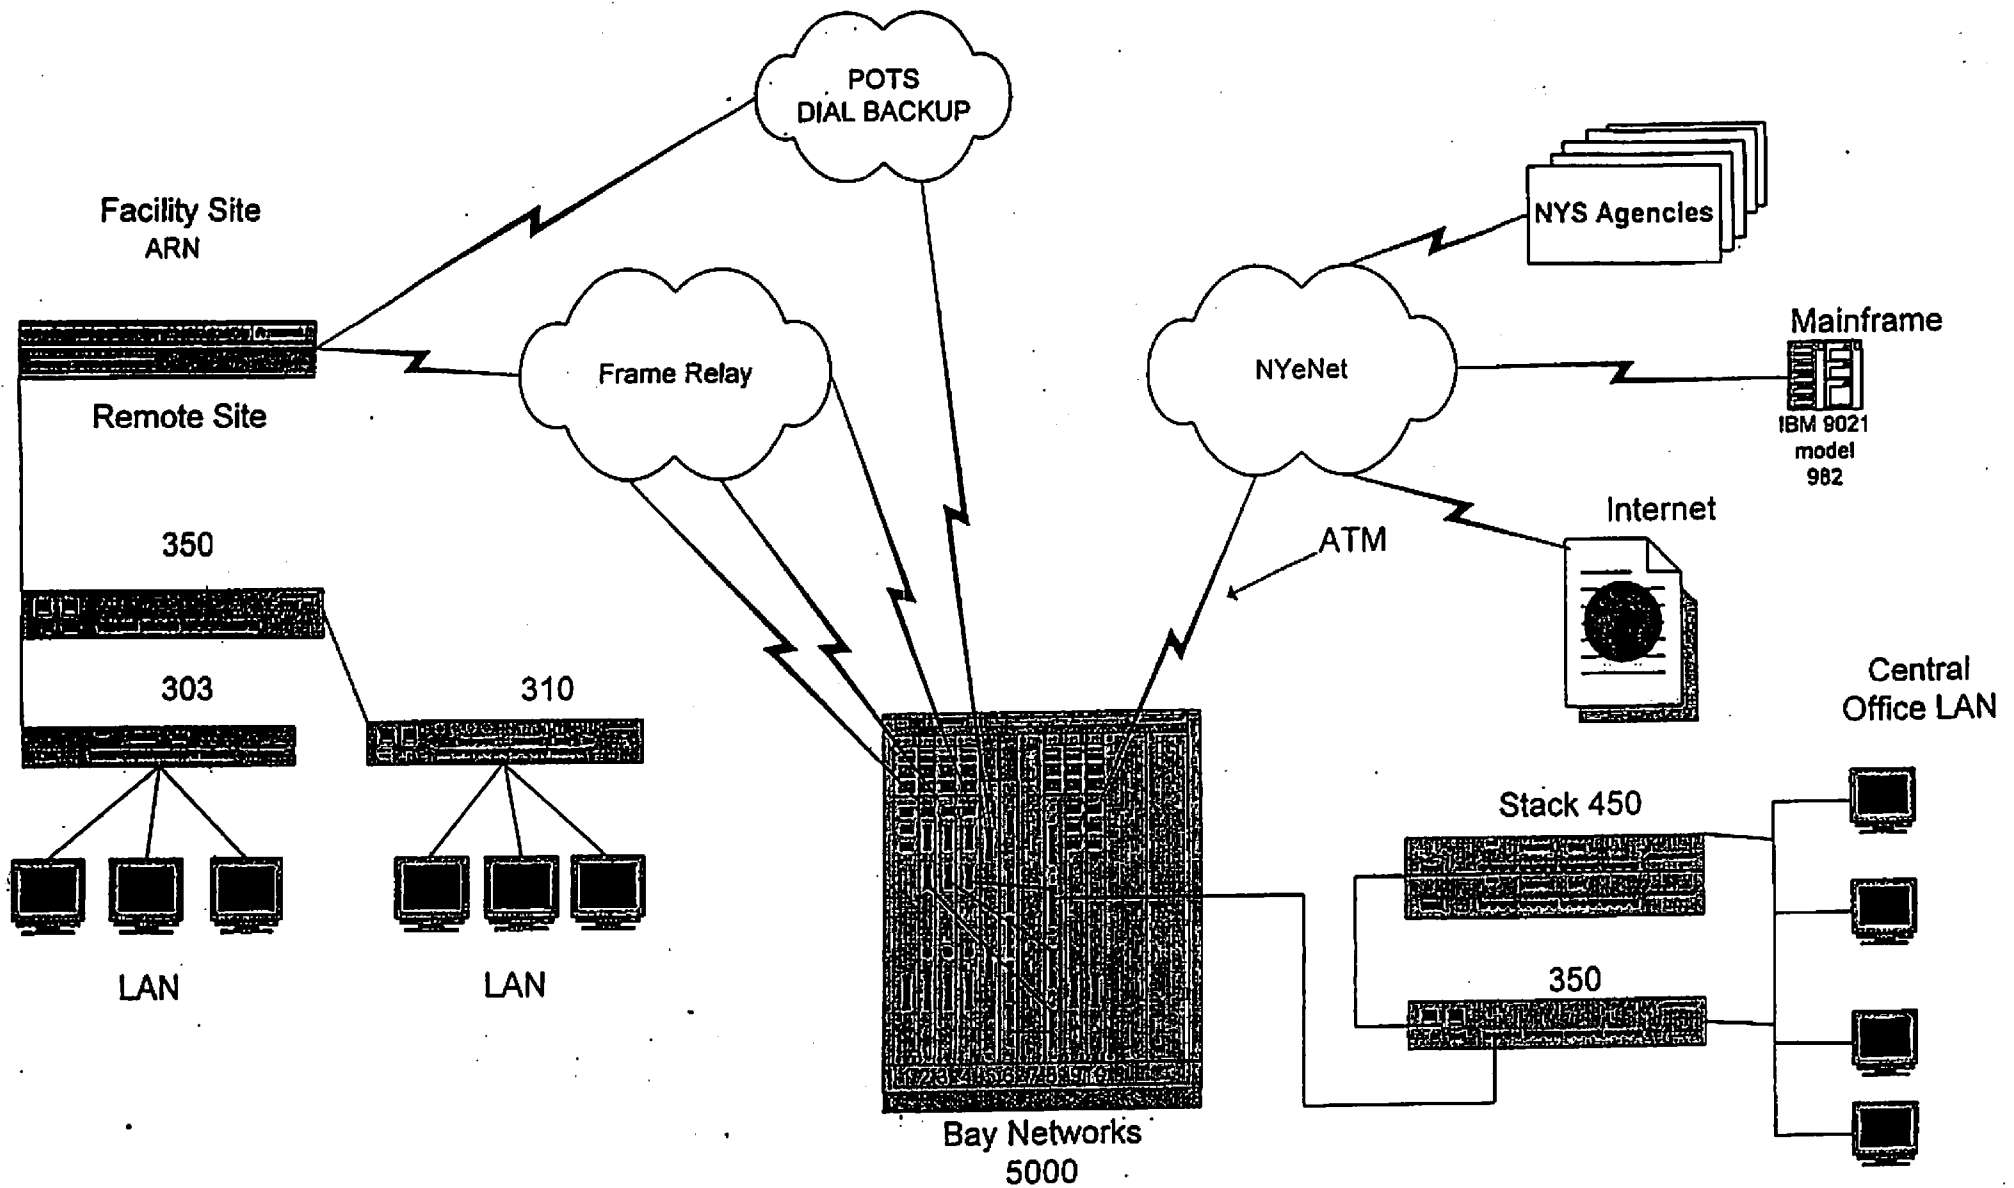 POTS
DIAL BACKUP
Facility Site
ARN
NYS Agencies
Mainframe
IBM 9021
model
982
Frame Relay
NYeNet
Remote Site
Internet
ATM
350
303
310
Central
Office LAN
Stack 450
350
LAN
LAN
Bay Networks
5000